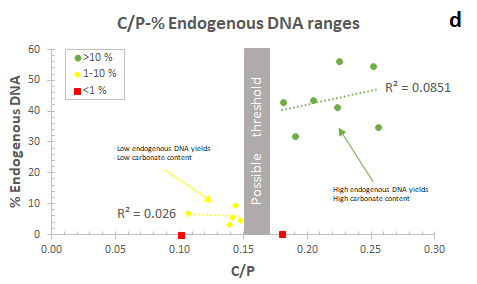 C/P-% Endogenous DNA ranges
d
60
50
40
30
20
10
0
% Endogenous DNA
>10 %
1-10 %
<1 %
Low endogenous DNA yields
Low carbonate content
R² = 0.026
Possible threshold
R² = 0.0851
High endogenous DNA yields
High carbonate content
0.00 0.05 0.10 0.15 0.20 0.25 0.30
C/P